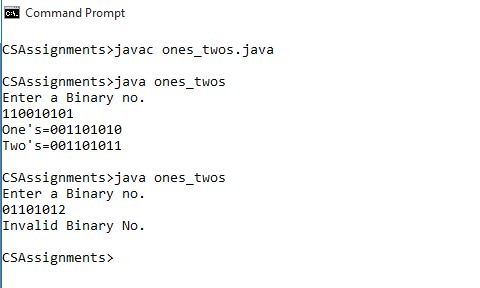 Command Prompt
CSAssignments>javac ones_twos.java
CSAssignments>java ones_twos
Enter a Binary no.
110010101
One's=001101010
Two's=001101011
CSAssignments>java ones_twos
Enter a Binary no.
01101012
Invalid Binary No.
CSAssignments>